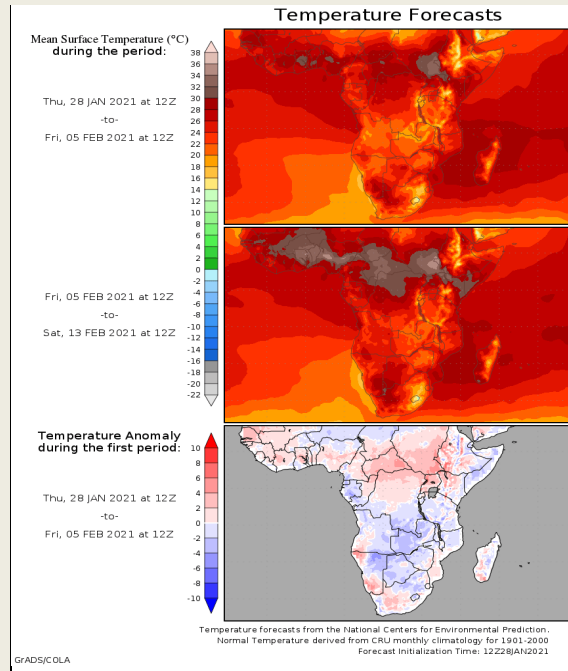 Temperature Forecasts
Mean Surface Temperature (°C)
during the period:
38
36
34
32
30
28
26
24
22
20
18
16
14
12
10
8
6
4
2
0
-2
-4
-6
-8
-10
-12
-14
-16
-18
-20
-22
Thu, 28 JAN 2021 at 12Z
-to-
Fri, 05 FEB 2021 at 12Z
Fri, 05 FEB 2021 at 12Z
-to-
Sat, 13 FEB 2021 at 12Z
Temperature Anomaly
during the first period:
10
8
6
4
2
0
-2
-4
-6
-8
-10
Thu, 28 JAN 2021 at 12Z
-to-
Fri, 05 FEB 2021 at 12Z
Temperature forecasts from the National Centers for Environmental Prediction.
Normal Temperature derived from CRU monthly climatology for 1901-2000
Forecast Initialization Time: 12Z28JAN2021
GrADS/COLA